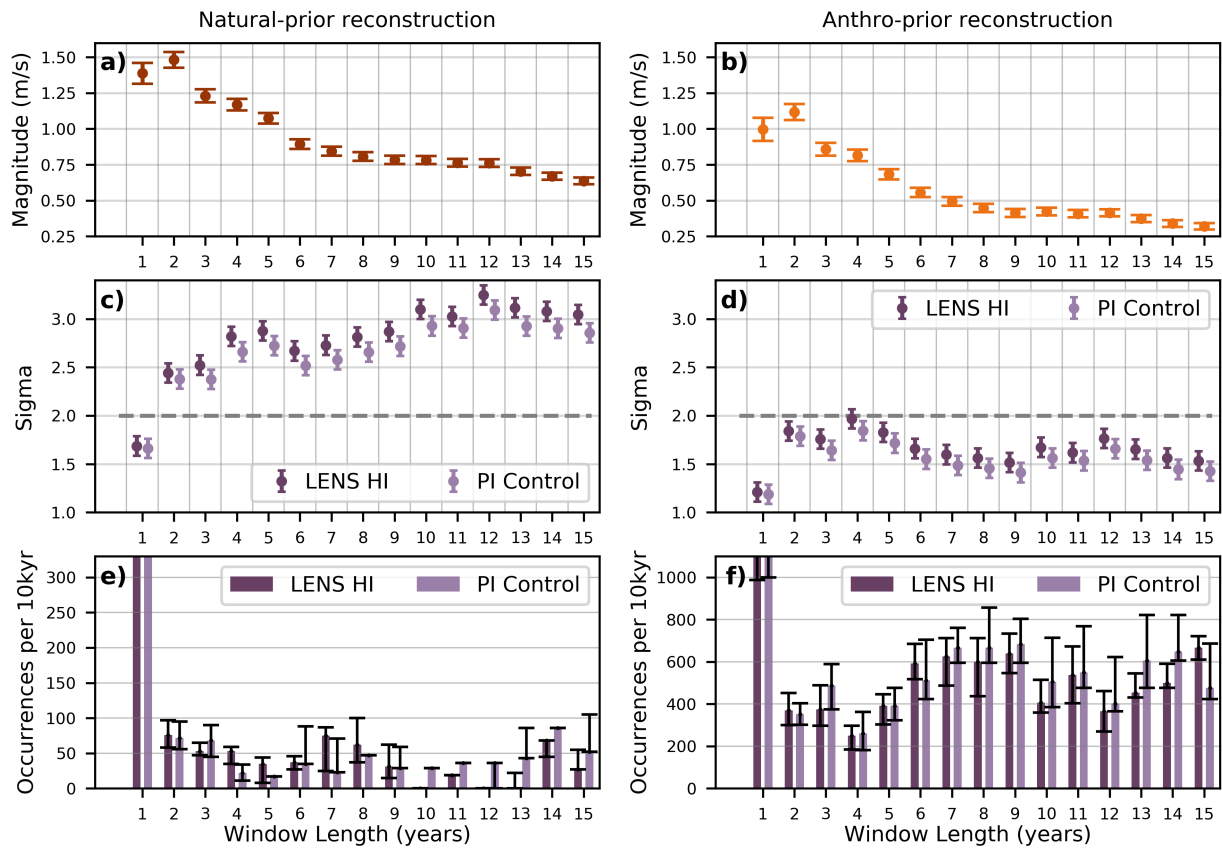 Natural-prior reconstruction
Anthro-prior reconstruction
a)
Magnitude (m/s)
1.50
1.25
1.00
0.75
0.50
0.25
1 2 3 4 5 6 7 8 9 10 11 12 13 14 15
b)
Magnitude (m/s)
1.50
1.25
1.00
0.75
0.50
0.25
1 2 3 4 5 6 7 8 9 10 11 12 13 14 15
c)
Sigma
3.0
2.5
2.0
1.5
1.0
LENS HI PI Control
1 2 3 4 5 6 7 8 9 10 11 12 13 14 15
d)
Sigma
LENS HI PI Control
3.0
2.5
2.0
1.5
1.0
1 2 3 4 5 6 7 8 9 10 11 12 13 14 15
e)
Occurrences per 10kyr
LENS HI PI Control
300
250
200
150
100
50
0
1 2 3 4 5 6 7 8 9 10 11 12 13 14 15
Window Length (years)
f)
Occurrences per 10kyr
LENS HI PI Control
1000
800
600
400
200
0
1 2 3 4 5 6 7 8 9 10 11 12 13 14 15
Window Length (years)